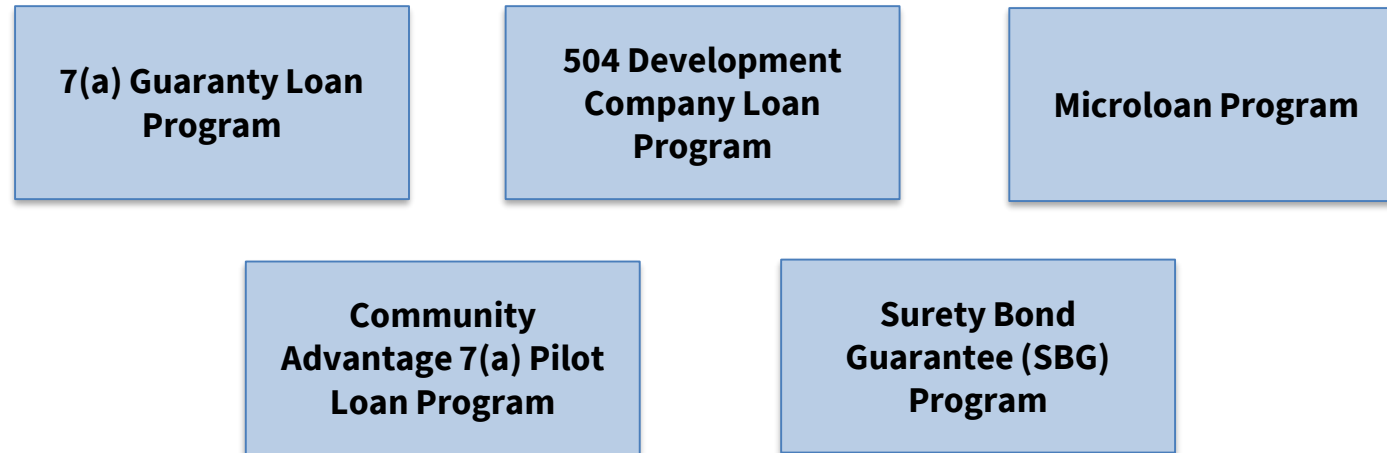 7(a) Guaranty Loan
Program
504 Development
Company Loan
Program
Microloan Program
Community
Advantage 7(a) Pilot
Loan Program
Surety Bond
Guarantee (SBG)
Program